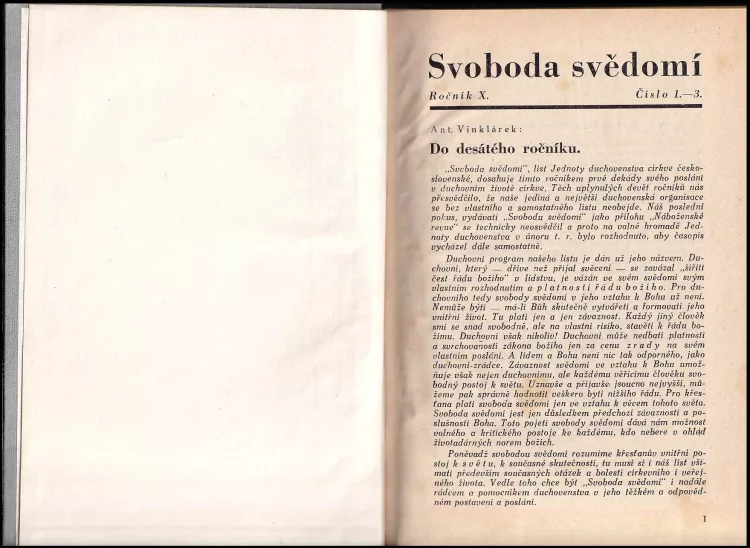 Svoboda svědomí
Ročník X. Číslo 1.—3.
Ant. Vinklárek:
Do desátého ročníku.
„Svoboda svědomí", list Jednoty duchovenstva církve česko-
slovenské, dosahuje tímto ročníkem prvé dekády svého poslání
v duchovním životě církve. Těch uplynulých devět ročníků nás
přesvědčilo, že naše jediná a největší duchovenská organisace
se bez vlastního a samostatného listu neobejde. Náš poslední
pokus, vydávati „Svobodu svědomí" jako přílohu „Náboženské
revue" se technicky neosvědčil a proto na valné hromadě Jed-
noty duchovenstva v únoru t. r. bylo rozhodnuto, aby časopis
vycházel dále samostatně.
Duchovní program našeho listu je dán už jeho názvem. Du-
chovní, který — dříve než přijal svěcení — se zavázal „šířiti
čest řádu božího" v lidstvu, je vázán ve svém svědomí svým
vlastním rozhodnutím a platností řádu božího. Pro du-
chovního tedy svobody svědomí v jeho vztahu k Bohu už není.
Nemůže býti — má-li Bůh skutečně vytvářeti a formovati jeho
vnitřní život. Tu platí jen a jen závaznost. Každý jiný člověk
smí se snad svobodně, ale na vlastní risiko, stavěti k řádu bo-
žímu. Duchovní však nikoliv! Duchovní může nedbati platnosti
a svrchovanosti zákona božího jen za cenu zrady na svém
vlastním poslání. A lidem a Bohu není nic tak odporného, jako
duchovní-zrádce. Závaznost svědomí ve vztahu k Bohu umož-
ňuje však nejen duchovnímu, ale každému věřícímu člověku svo-
bodný postoj k světu. Uznavše a přijavše jsoucno nejvyšší, mů-
žeme pak správně hodnotit veškero bytí nižšího řádu. Pro křes-
ťana platí svoboda svědomí jen ve vztahu k věcem tohoto světa.
Svoboda svědomí jest jen důsledkem předchozí závaznosti a po-
slušnosti Boha. Toto pojetí svobody svědomí dává nám možnost
volného a kritického postoje ke každému, kdo nebere v ohled
životadárných norem božích.
Poněvadž svobodou svědomí rozumíme křesťanův vnitřní po-
stoj k světu, k současné skutečnosti, tu musí si i náš list vší-
mati především současných otázek a bolestí církevního i veřej-
ného života. Vedle toho chce být „Svoboda svědomí" i nadále
rádcem a pomocníkem duchovenstva v jeho těžkém a odpověd-
ném postavení a poslání.
1